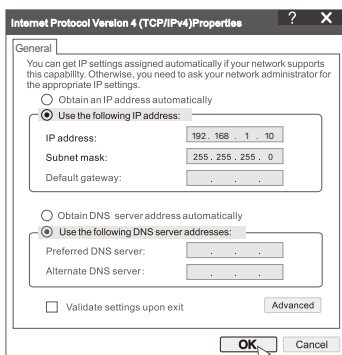 Internet Protocol Version 4 (TCP/IPv4)Properties ? X
General
You can get IP settings assigned automatically if your network supports
this capability. Otherwise, you need to ask your network administrator for
the appropriate IP settings.
Obtain an IP address automatically
Use the following IP address:
IP address: 192. 168 . 1 . 10
Subnet mask: 255 . 255 . 255 . 0
Default gateway: . . .
Obtain DNS server address automatically
Use the following DNS server addresses:
Preferred DNS server: . . .
Alternate DNS server: . . .
Validate settings upon exit Advanced
OK Cancel